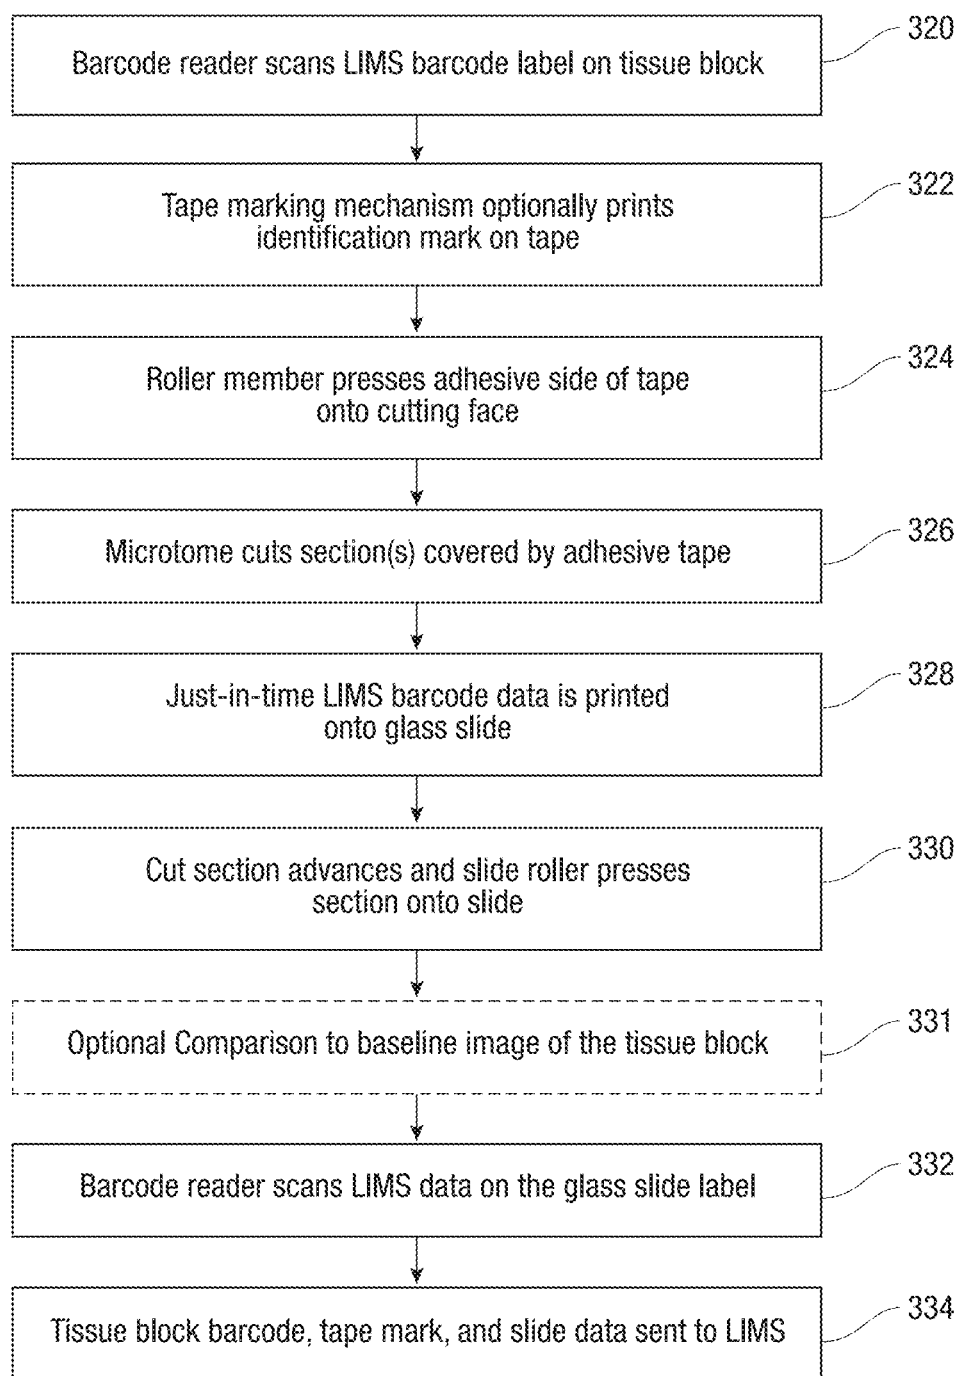 320
Barcode reader scans LIMS barcode label on tissue block
322
Tape marking mechanism optionally prints
identification mark on tape
324
Roller member presses adhesive side of tape
onto cutting face
326
Microtome cuts section(s) covered by adhesive tape
328
Just-in-time LIMS barcode data is printed
onto glass slide
330
Cut section advances and slide roller presses
section onto slide
331
Optional Comparison to baseline image of the tissue block
332
Barcode reader scans LIMS data on the glass slide label
334
Tissue block barcode, tape mark, and slide data sent to LIMS